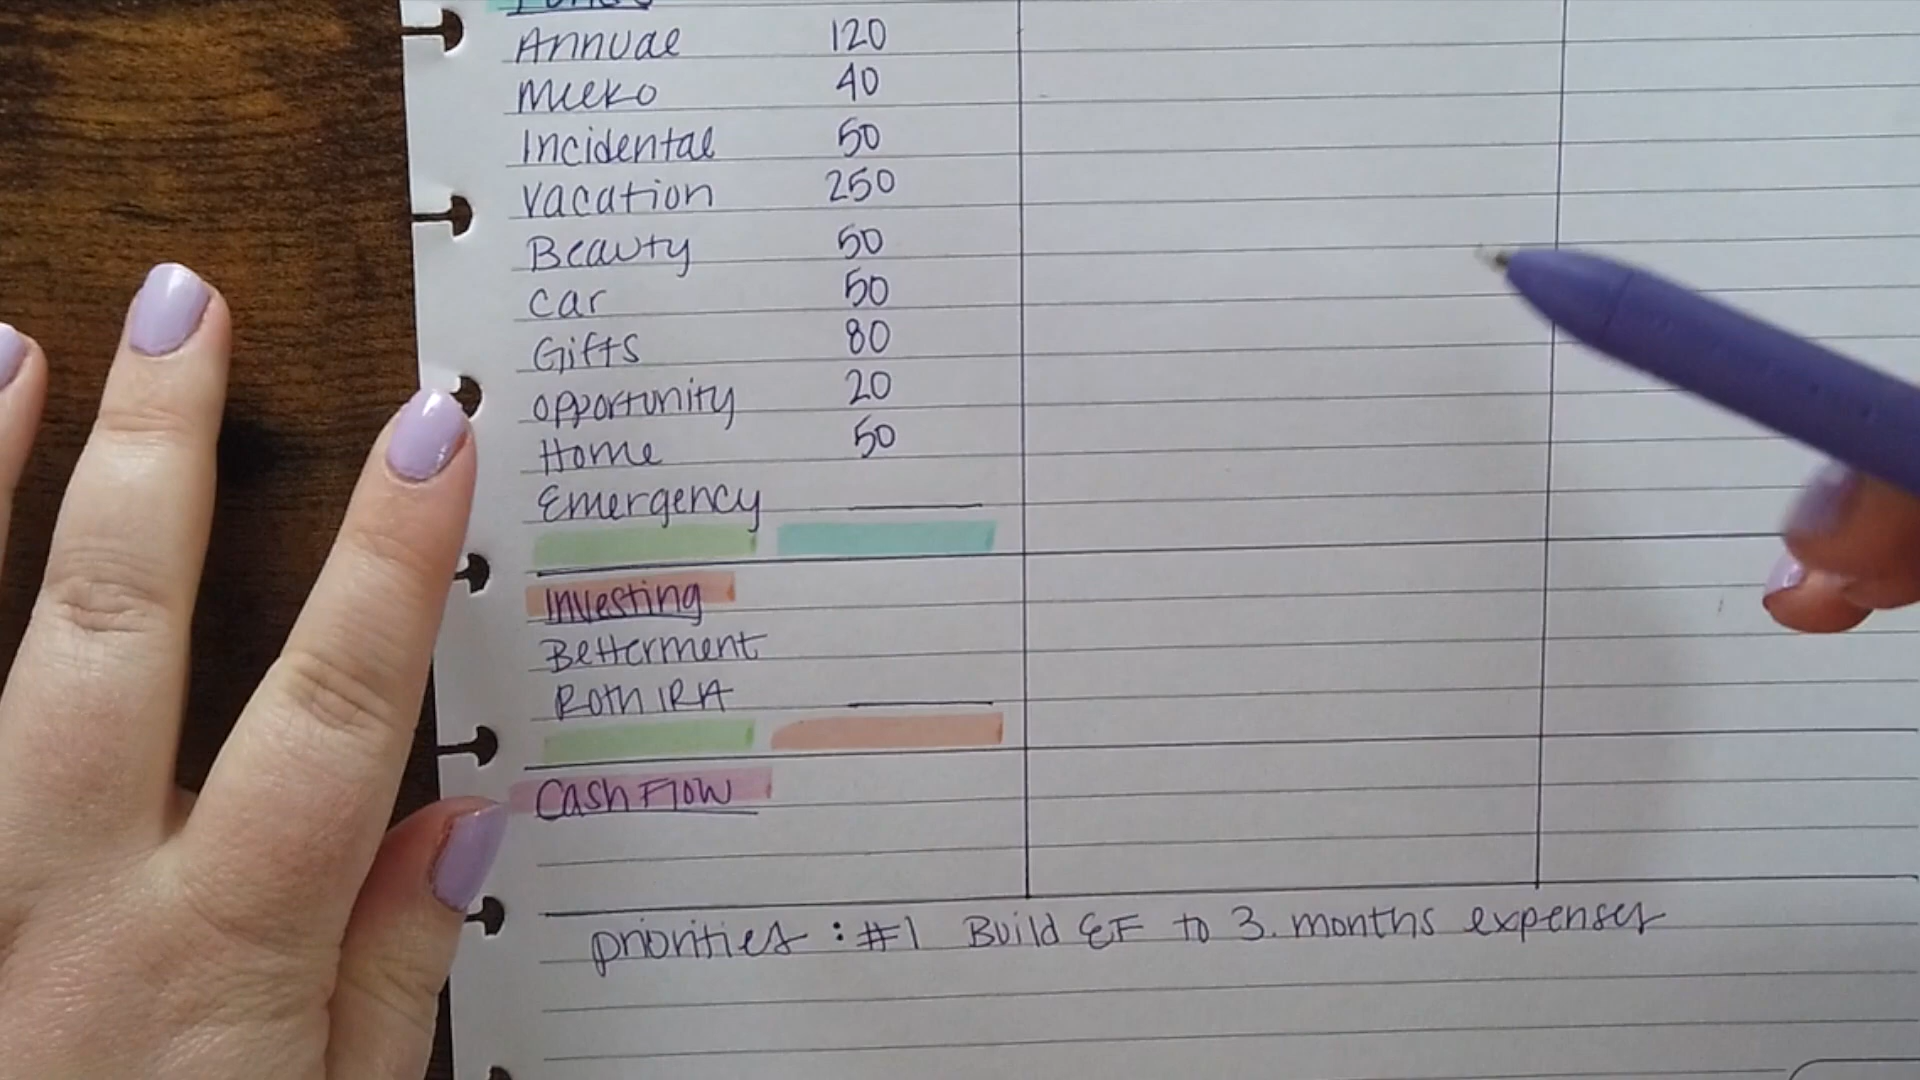 Annual 120
Meeko 40
Incidental 50
Vacation 250
Beauty 50
Car 50
Gifts 80
Opportunity 20
Home 50
Emergency
Investing
Betterment
Roth IRA
Cash Flow
priorities : #1 Build EF to 3. months expenses